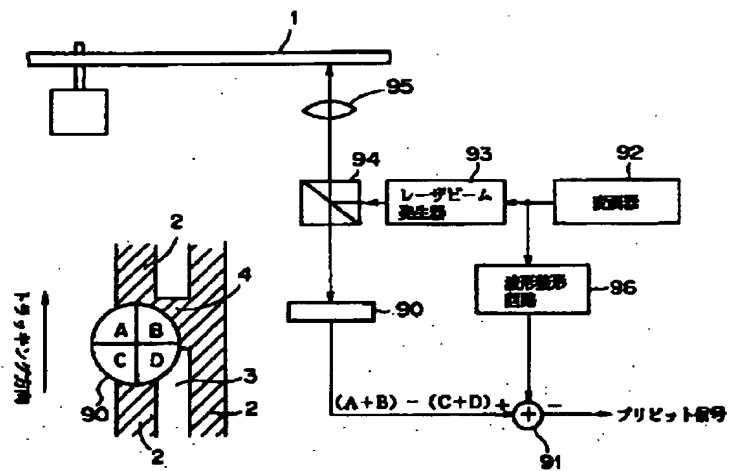 1
95
94
93
92
レーザビーム
発生器
変調器
2
4
波形整形
回路
96
90
A B
C D
トラッキング方向
3
90
2
2
(A+B) - (C+D)
+
+
-
プリピット信号
91